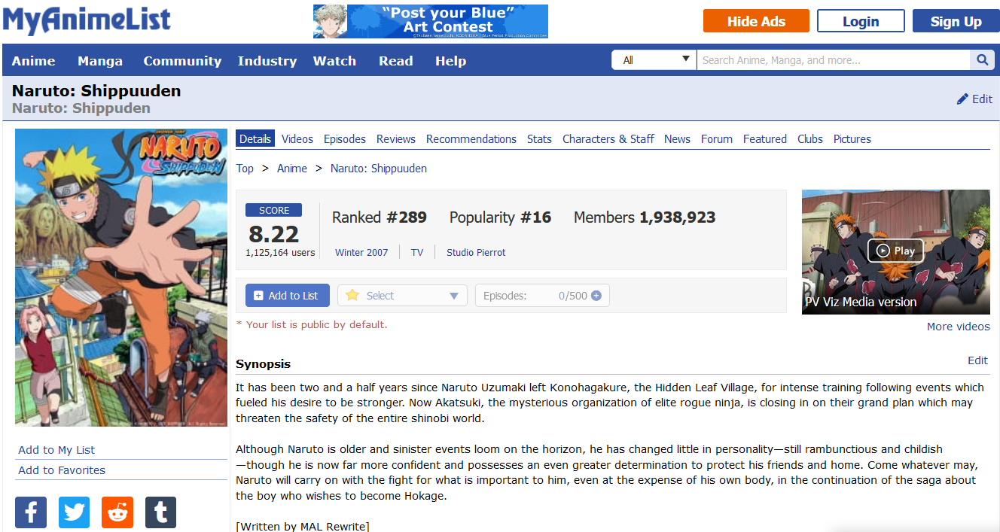 MyAnimeList
"Post your Blue"
Art Contest
©Tsubasa Yamaguchi, KODANSHA / Blue Period Production Committee
Hide Ads
Login
Sign Up
Anime
Manga
Community
Industry
Watch
Read
Help
All
Search Anime, Manga, and more...
Naruto: Shippuuden
Naruto: Shippuden
Edit
SHONEN JUMP
NARUTO
SHIPPUDEN
Details
Videos
Episodes
Reviews
Recommendations
Stats
Characters & Staff
News
Forum
Featured
Clubs
Pictures
Top > Anime > Naruto: Shippuuden
SCORE
8.22
1,125,164 users
Ranked #289
Popularity #16
Members 1,938,923
Winter 2007
TV
Studio Pierrot
Play
PV Viz Media version
More videos
Add to List
Select
Episodes: 0/500
* Your list is public by default.
Synopsis
Edit
It has been two and a half years since Naruto Uzumaki left Konohagakure, the Hidden Leaf Village, for intense training following events which
fueled his desire to be stronger. Now Akatsuki, the mysterious organization of elite rogue ninja, is closing in on their grand plan which may
threaten the safety of the entire shinobi world.
Although Naruto is older and sinister events loom on the horizon, he has changed little in personality—still rambunctious and childish
—though he is now far more confident and possesses an even greater determination to protect his friends and home. Come whatever may,
Naruto will carry on with the fight for what is important to him, even at the expense of his own body, in the continuation of the saga about
the boy who wishes to become Hokage.
[Written by MAL Rewrite]
Add to My List
Add to Favorites